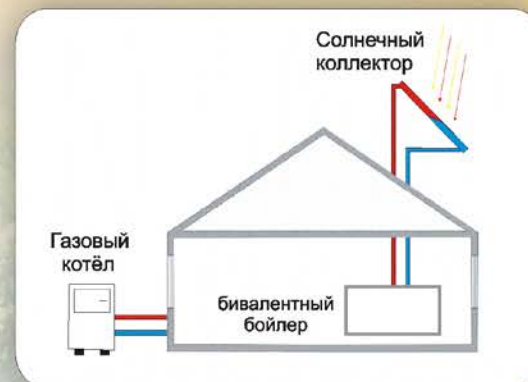 Солнечный
коллектор
Газовый
котёл
бивалентный
бойлер